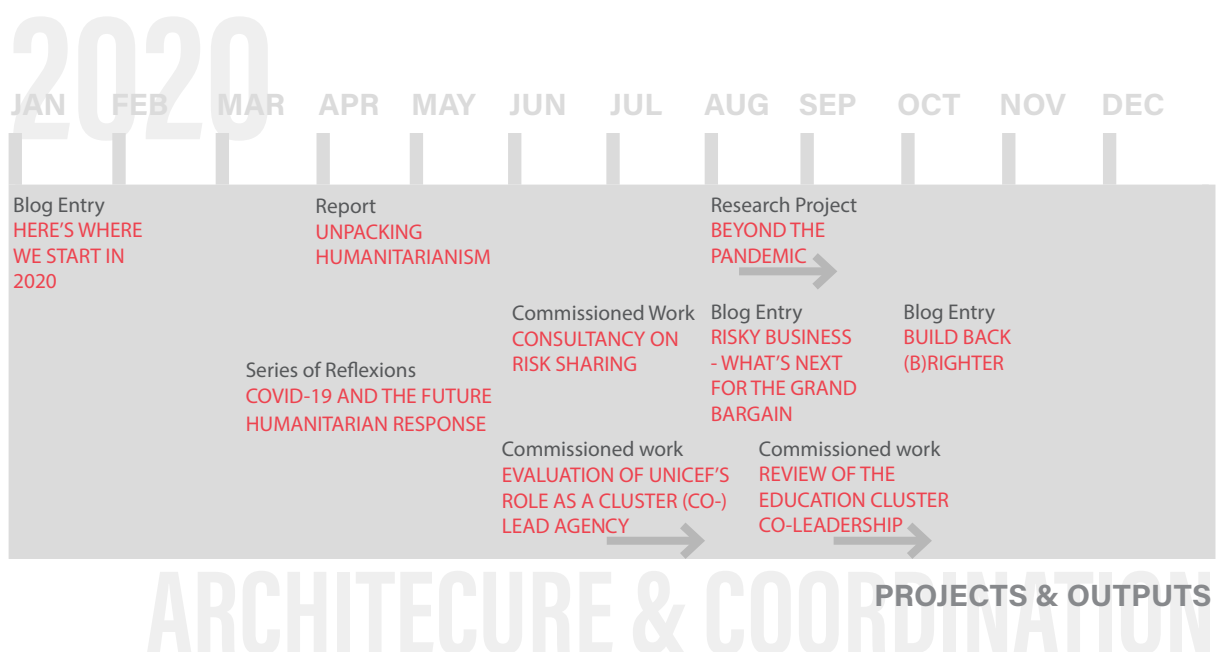 2020
JAN FEB MAR APR MAY JUN JUL AUG SEP OCT NOV DEC
Blog Entry
HERE'S WHERE
WE START IN
2020
Report
UNPACKING
HUMANITARIANISM
Research Project
BEYOND THE
PANDEMIC
Series of Reflexions
COVID-19 AND THE FUTURE
HUMANITARIAN RESPONSE
Commissioned Work
CONSULTANCY ON
RISK SHARING
Blog Entry
RISKY BUSINESS
- WHAT'S NEXT
FOR THE GRAND
BARGAIN
Blog Entry
BUILD BACK
(B)RIGHTER
Commissioned work
EVALUATION OF UNICEF'S
ROLE AS A CLUSTER (CO-)
LEAD AGENCY
Commissioned work
REVIEW OF THE
EDUCATION CLUSTER
CO-LEADERSHIP
PROJECTS & OUTPUTS
ARCHITECURE & COORDINATION